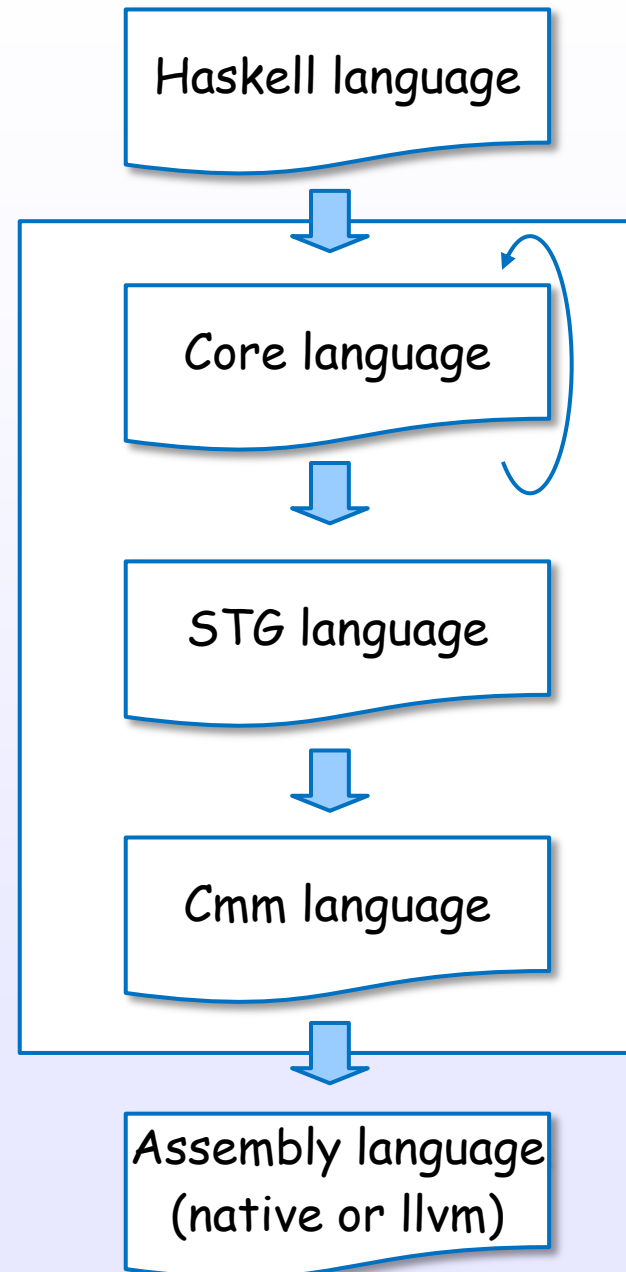 Haskell language
Core language
STG language
Cmm language
Assembly language
(native or llvm)